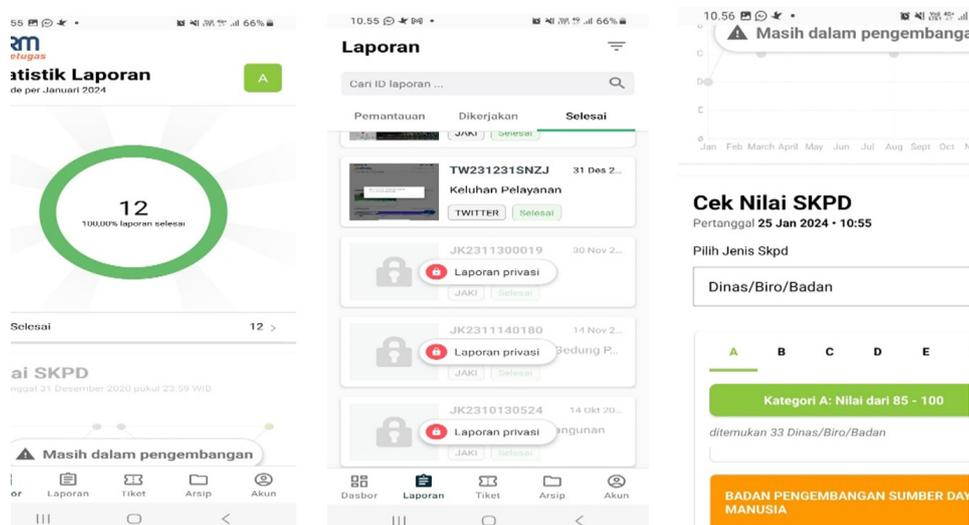 55
66%
RM
elugas
atistik Laporan
de per Januari 2024
A
12
100,00% laporan selesai
Selesai
12 >
ai SKPD
nggal 31 Desember 2020 pukul 23:59 WIB
Masih dalam pengembangan
or
Laporan
Tiket
Arsip
Akun
10.55
66%
Laporan
Cari ID laporan ...
Pemantauan Dikerjakan Selesai
JAKI Selesai
TW231231SNZJ 31 Des 2...
Keluhan Pelayanan
TWITTER Selesai
JK2311300019 30 Nov 2...
Laporan privasi
JAKI Selesai
JK2311140180 14 Nov 2...
Laporan privasi Gedung P...
JAKI Selesai
JK2310130524 14 Okt 20...
Laporan privasi angunan
JAKI Selesai
Dasbor Laporan Tiket Arsip Akun
10.56
Masih dalam pengembanga
C
D
E
Jan Feb March April May Jun Jul Aug Sept Oct N
Cek Nilai SKPD
Pertanggal 25 Jan 2024 • 10:55
Pilih Jenis Skpd
Dinas/Biro/Badan
A B C D E
Kategori A: Nilai dari 85 - 100
ditemukan 33 Dinas/Biro/Badan
BADAN PENGEMBANGAN SUMBER DAY
MANUSIA